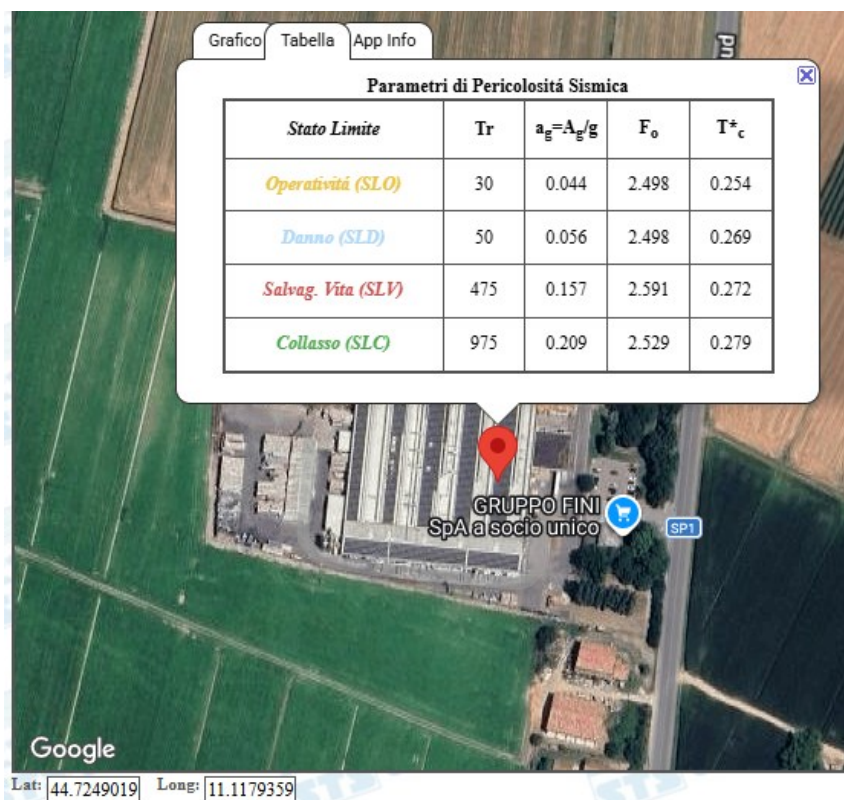 Grafico Tabella App Info
Parametri di Pericolositá Sismica
Stato Limite Tr ag=Ag/g Fo T*c
Operativitá (SLO) 30 0.044 2.498 0.254
Danno (SLD) 50 0.056 2.498 0.269
Salvag. Vita (SLV) 475 0.157 2.591 0.272
Collasso (SLC) 975 0.209 2.529 0.279
GRUPPO FINI
SpA a socio unico
SP1
Google
Lat: 44.7249019 Long: 11.1179359